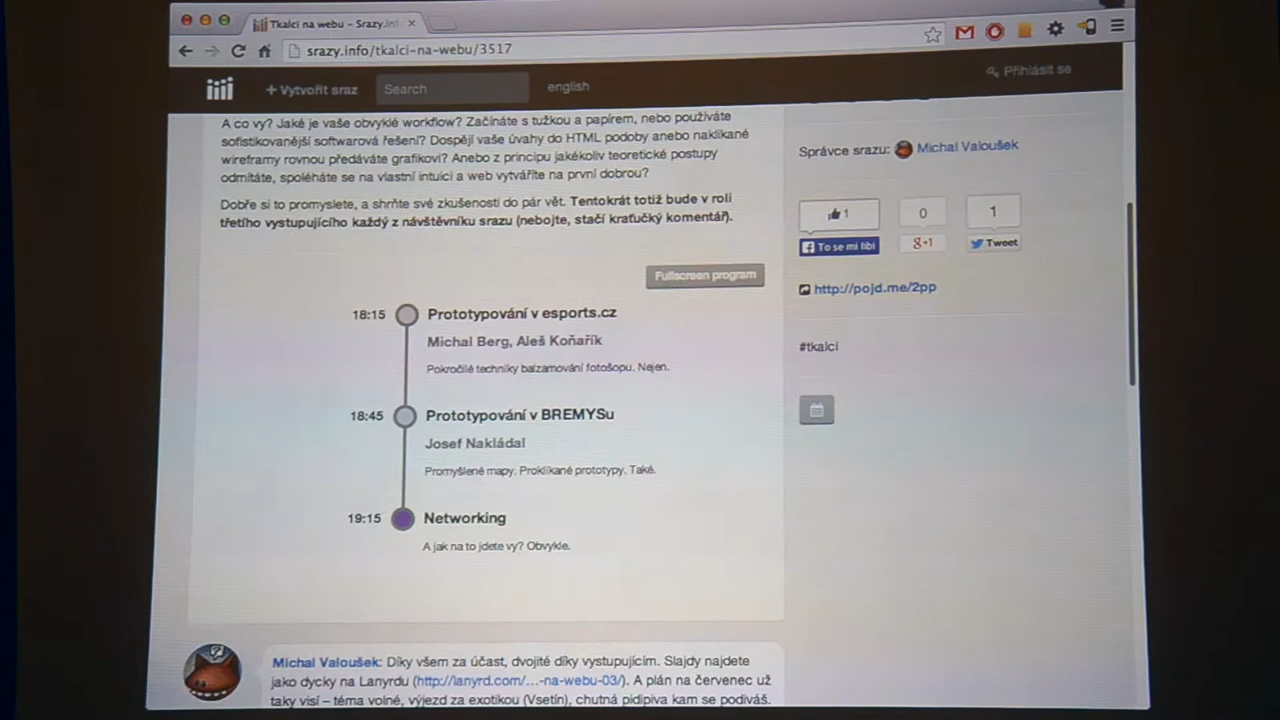 Tkalci na webu – Srazy.inf
srazy.info/tkalci-na-webu/3517
+ Vytvořit sraz
Search
english
Přihlásit se
A co vy? Jaké je vaše obvyklé workflow? Začínáte s tužkou a papírem, nebo používáte
sofistikovanější softwarová řešení? Dospějí vaše úvahy do HTML podoby anebo naklikané
wireframy rovnou předáváte grafikovi? Anebo z principu jakékoliv teoretické postupy
odmítáte, spoléháte se na vlastní intuici a web vytváříte na první dobrou?
Dobře si to promyslete, a shrňte své zkušenosti do pár vět. Tentokrát totiž bude v roli
třetího vystupujícího každý z návštěvníku srazu (nebojte, stačí kraťučký komentář).
Fullscreen program
18:15 Prototypování v esports.cz
Michal Berg, Aleš Koňařík
Pokročilé techniky balzamování fotošopu. Nejen.
18:45 Prototypování v BREMYSu
Josef Nakládal
Promyšlené mapy. Proklikané prototypy. Také.
19:15 Networking
A jak na to jdete vy? Obvykle.
Správce srazu: Michal Valoušek
1 0 1
To se mi líbí g+1 Tweet
http://pojd.me/2pp
#tkalci
Michal Valoušek: Díky všem za účast, dvojité díky vystupujícím. Slajdy najdete
jako dycky na Lanyrdu (http://lanyrd.com/…-na-webu-03/). A plán na červenec už
taky visí – téma volné, výjezd za exotikou (Vsetín), chutná pidipiva kam se podíváš.